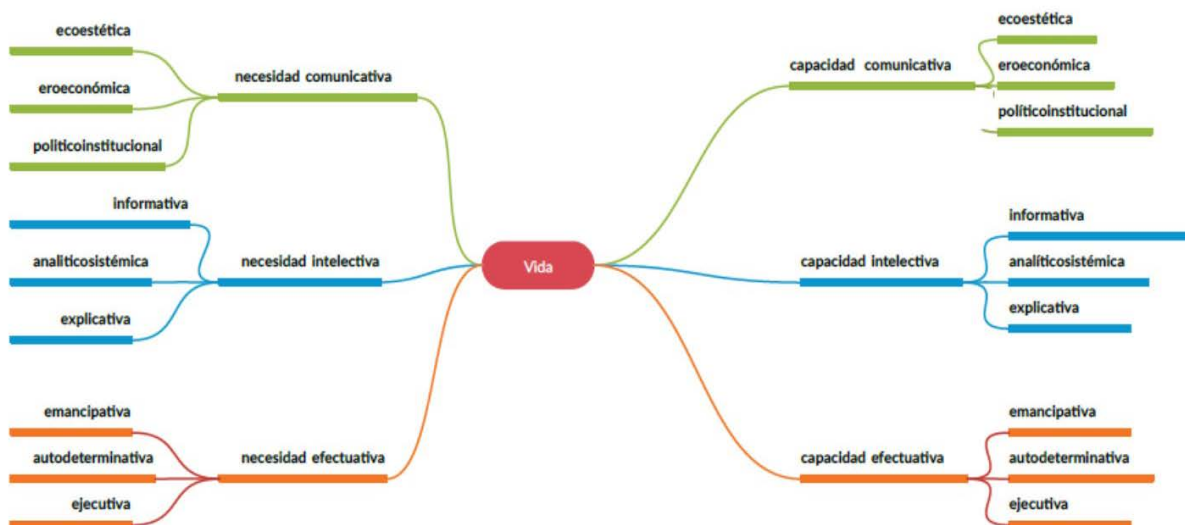 ecoestética
eroeconómica
politicoinstitucional
necesidad comunicativa
informativa
analiticosistémica
explicativa
necesidad intelectiva
emancipativa
autodeterminativa
ejecutiva
necesidad efectuativa
Vida
capacidad comunicativa
ecoestética
eroeconómica
políticoinstitucional
capacidad intelectiva
informativa
analíticosistémica
explicativa
capacidad efectuativa
emancipativa
autodeterminativa
ejecutiva